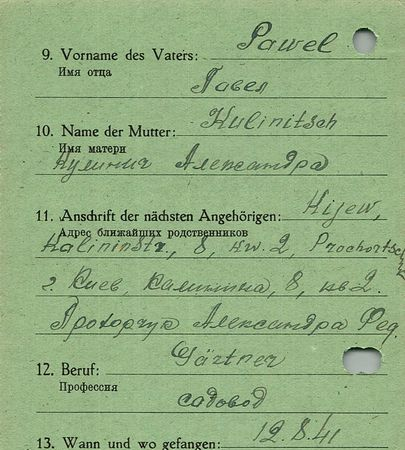 9. Vorname des Vaters: Pawel
Имя отца
Павел
10. Name der Mutter: Kulinitsch
Имя матери
Кулинич Александра
11. Anschrift der nächsten Angehörigen: Kijew,
Адрес ближайших родственников
Kalininstr., 8, kw. 2, Prochortschuk
г. Киев, Калинина, 8, кв 2.
Прохорчук Александра Фед.
12. Beruf: Gärtner
Профессия
садовод
13. Wann und wo gefangen: 12.8.41